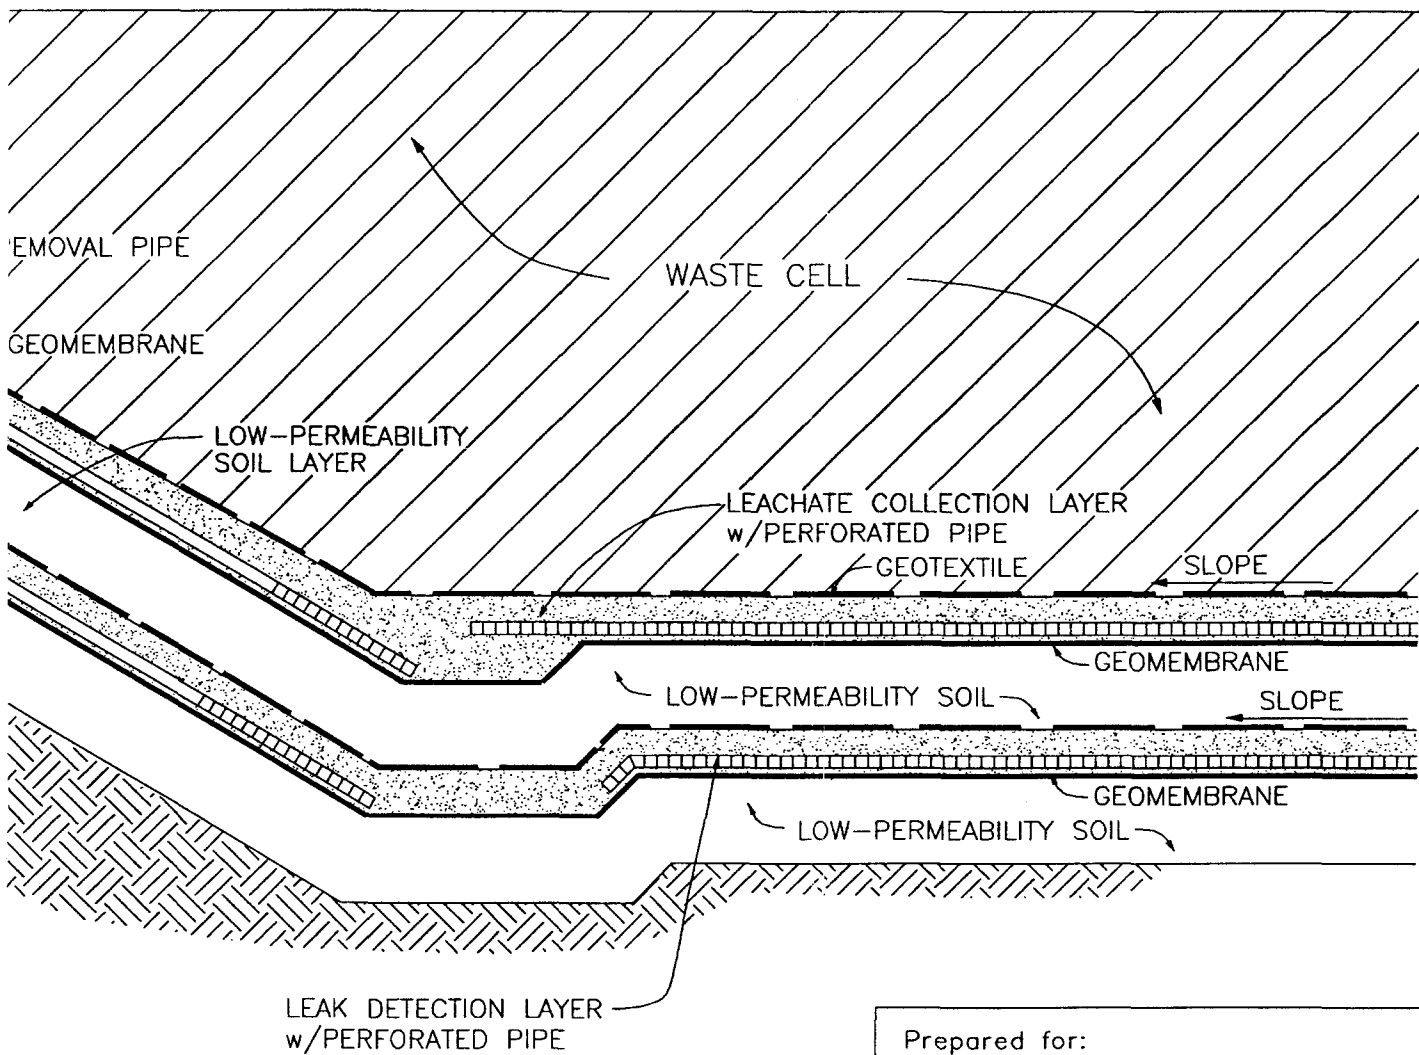 EMOVAL PIPE
WASTE CELL
GEOMEMBRANE
LOW-PERMEABILITY
SOIL LAYER
LEACHATE COLLECTION LAYER
w/PERFORATED PIPE
GEOTEXTILE
SLOPE
GEOMEMBRANE
LOW-PERMEABILITY SOIL
SLOPE
GEOMEMBRANE
LOW-PERMEABILITY SOIL
LEAK DETECTION LAYER
w/PERFORATED PIPE
Prepared for: